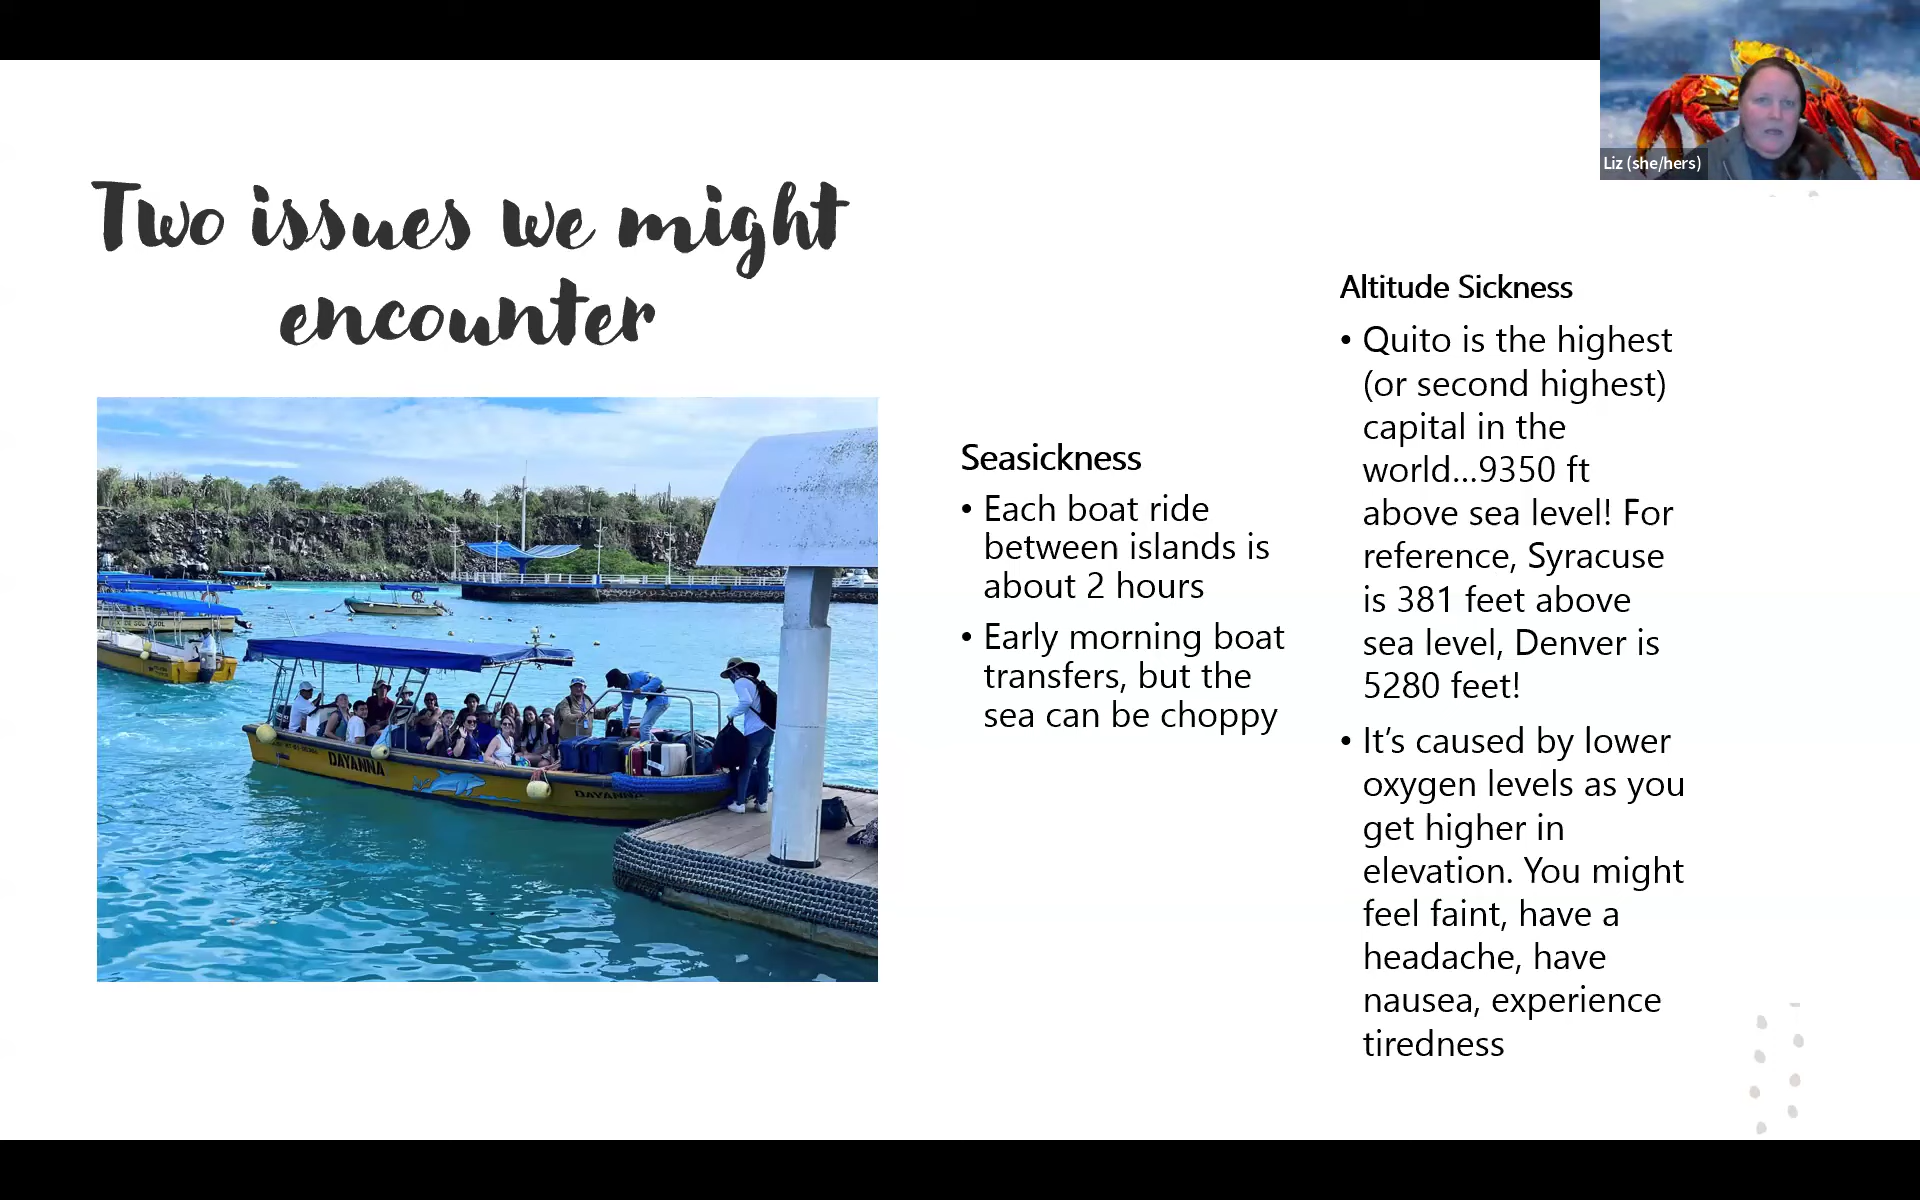 Two issues we might
encounter
Liz (she/hers)
DAYANNA
Seasickness
• Each boat ride
between islands is
about 2 hours
• Early morning boat
transfers, but the
sea can be choppy
Altitude Sickness
• Quito is the highest
(or second highest)
capital in the
world...9350 ft
above sea level! For
reference, Syracuse
is 381 feet above
sea level, Denver is
5280 feet!
• It’s caused by lower
oxygen levels as you
get higher in
elevation. You might
feel faint, have a
headache, have
nausea, experience
tiredness